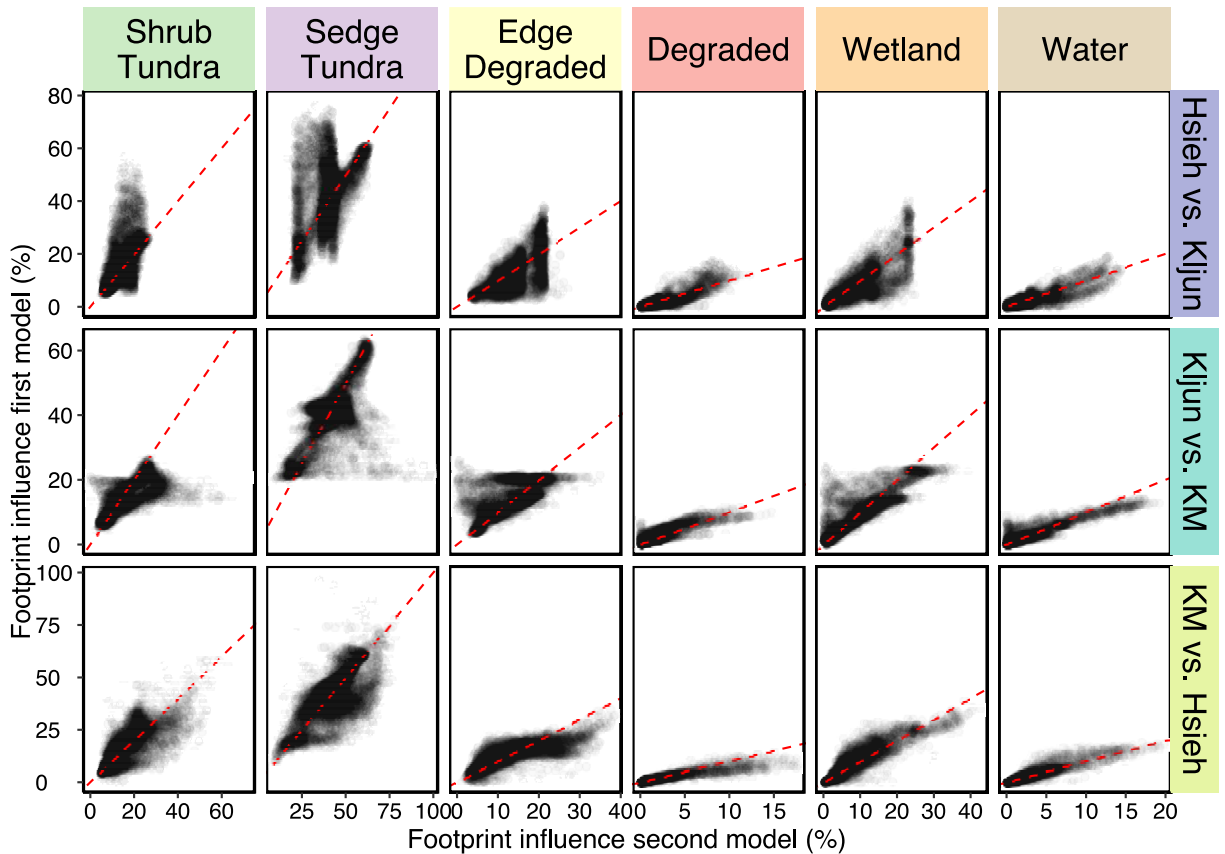 Shrub
Tundra
Sedge
Tundra
Edge
Degraded
Degraded
Wetland
Water
Footprint influence first model (%)
80
60
40
20
0
Hsieh vs. Kljun
60
40
20
0
Kljun vs. KM
100
75
50
25
0
KM vs. Hsieh
0 20 40 60
25 50 75 100
0 10 20 30 40
0 5 10 15
0 10 20 30 40
0 5 10 15 20
Footprint influence second model (%)